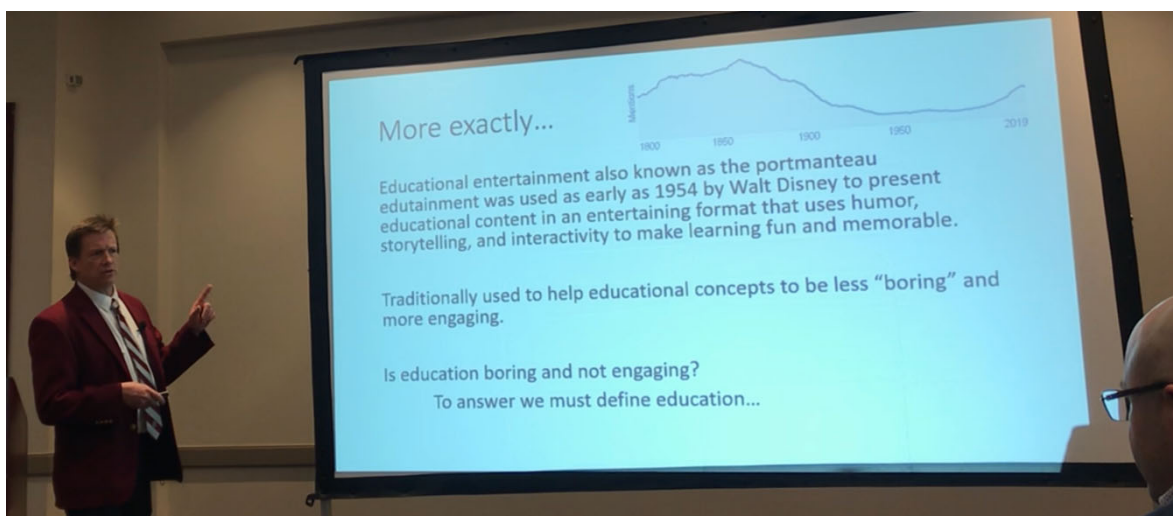 More exactly...
Mentions
1800 1850 1900 1950 2019
Educational entertainment also known as the portmanteau
edutainment was used as early as 1954 by Walt Disney to present
educational content in an entertaining format that uses humor,
storytelling, and interactivity to make learning fun and memorable.
Traditionally used to help educational concepts to be less “boring” and
more engaging.
Is education boring and not engaging?
To answer we must define education...